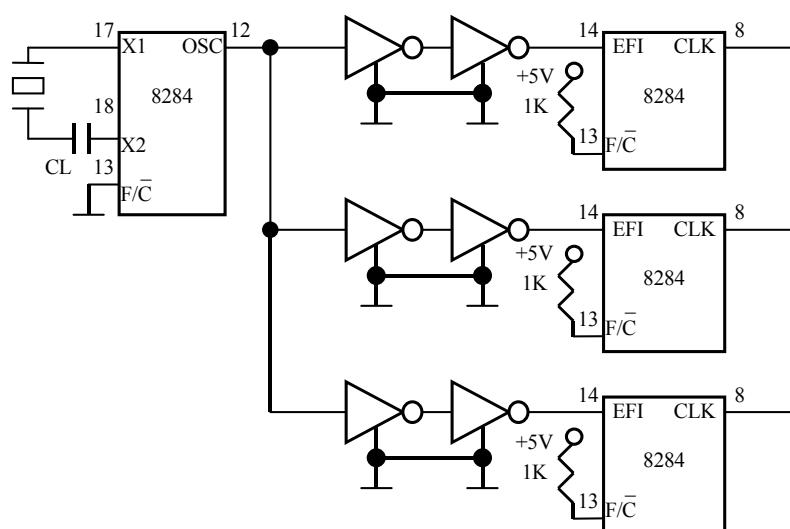 17
X1
OSC
12
8284
18
X2
CL
13
F/C̅
14
EFI
CLK
8
+5V
1K
8284
13
F/C̅
14
EFI
CLK
8
+5V
1K
8284
13
F/C̅
14
EFI
CLK
8
+5V
1K
8284
13
F/C̅